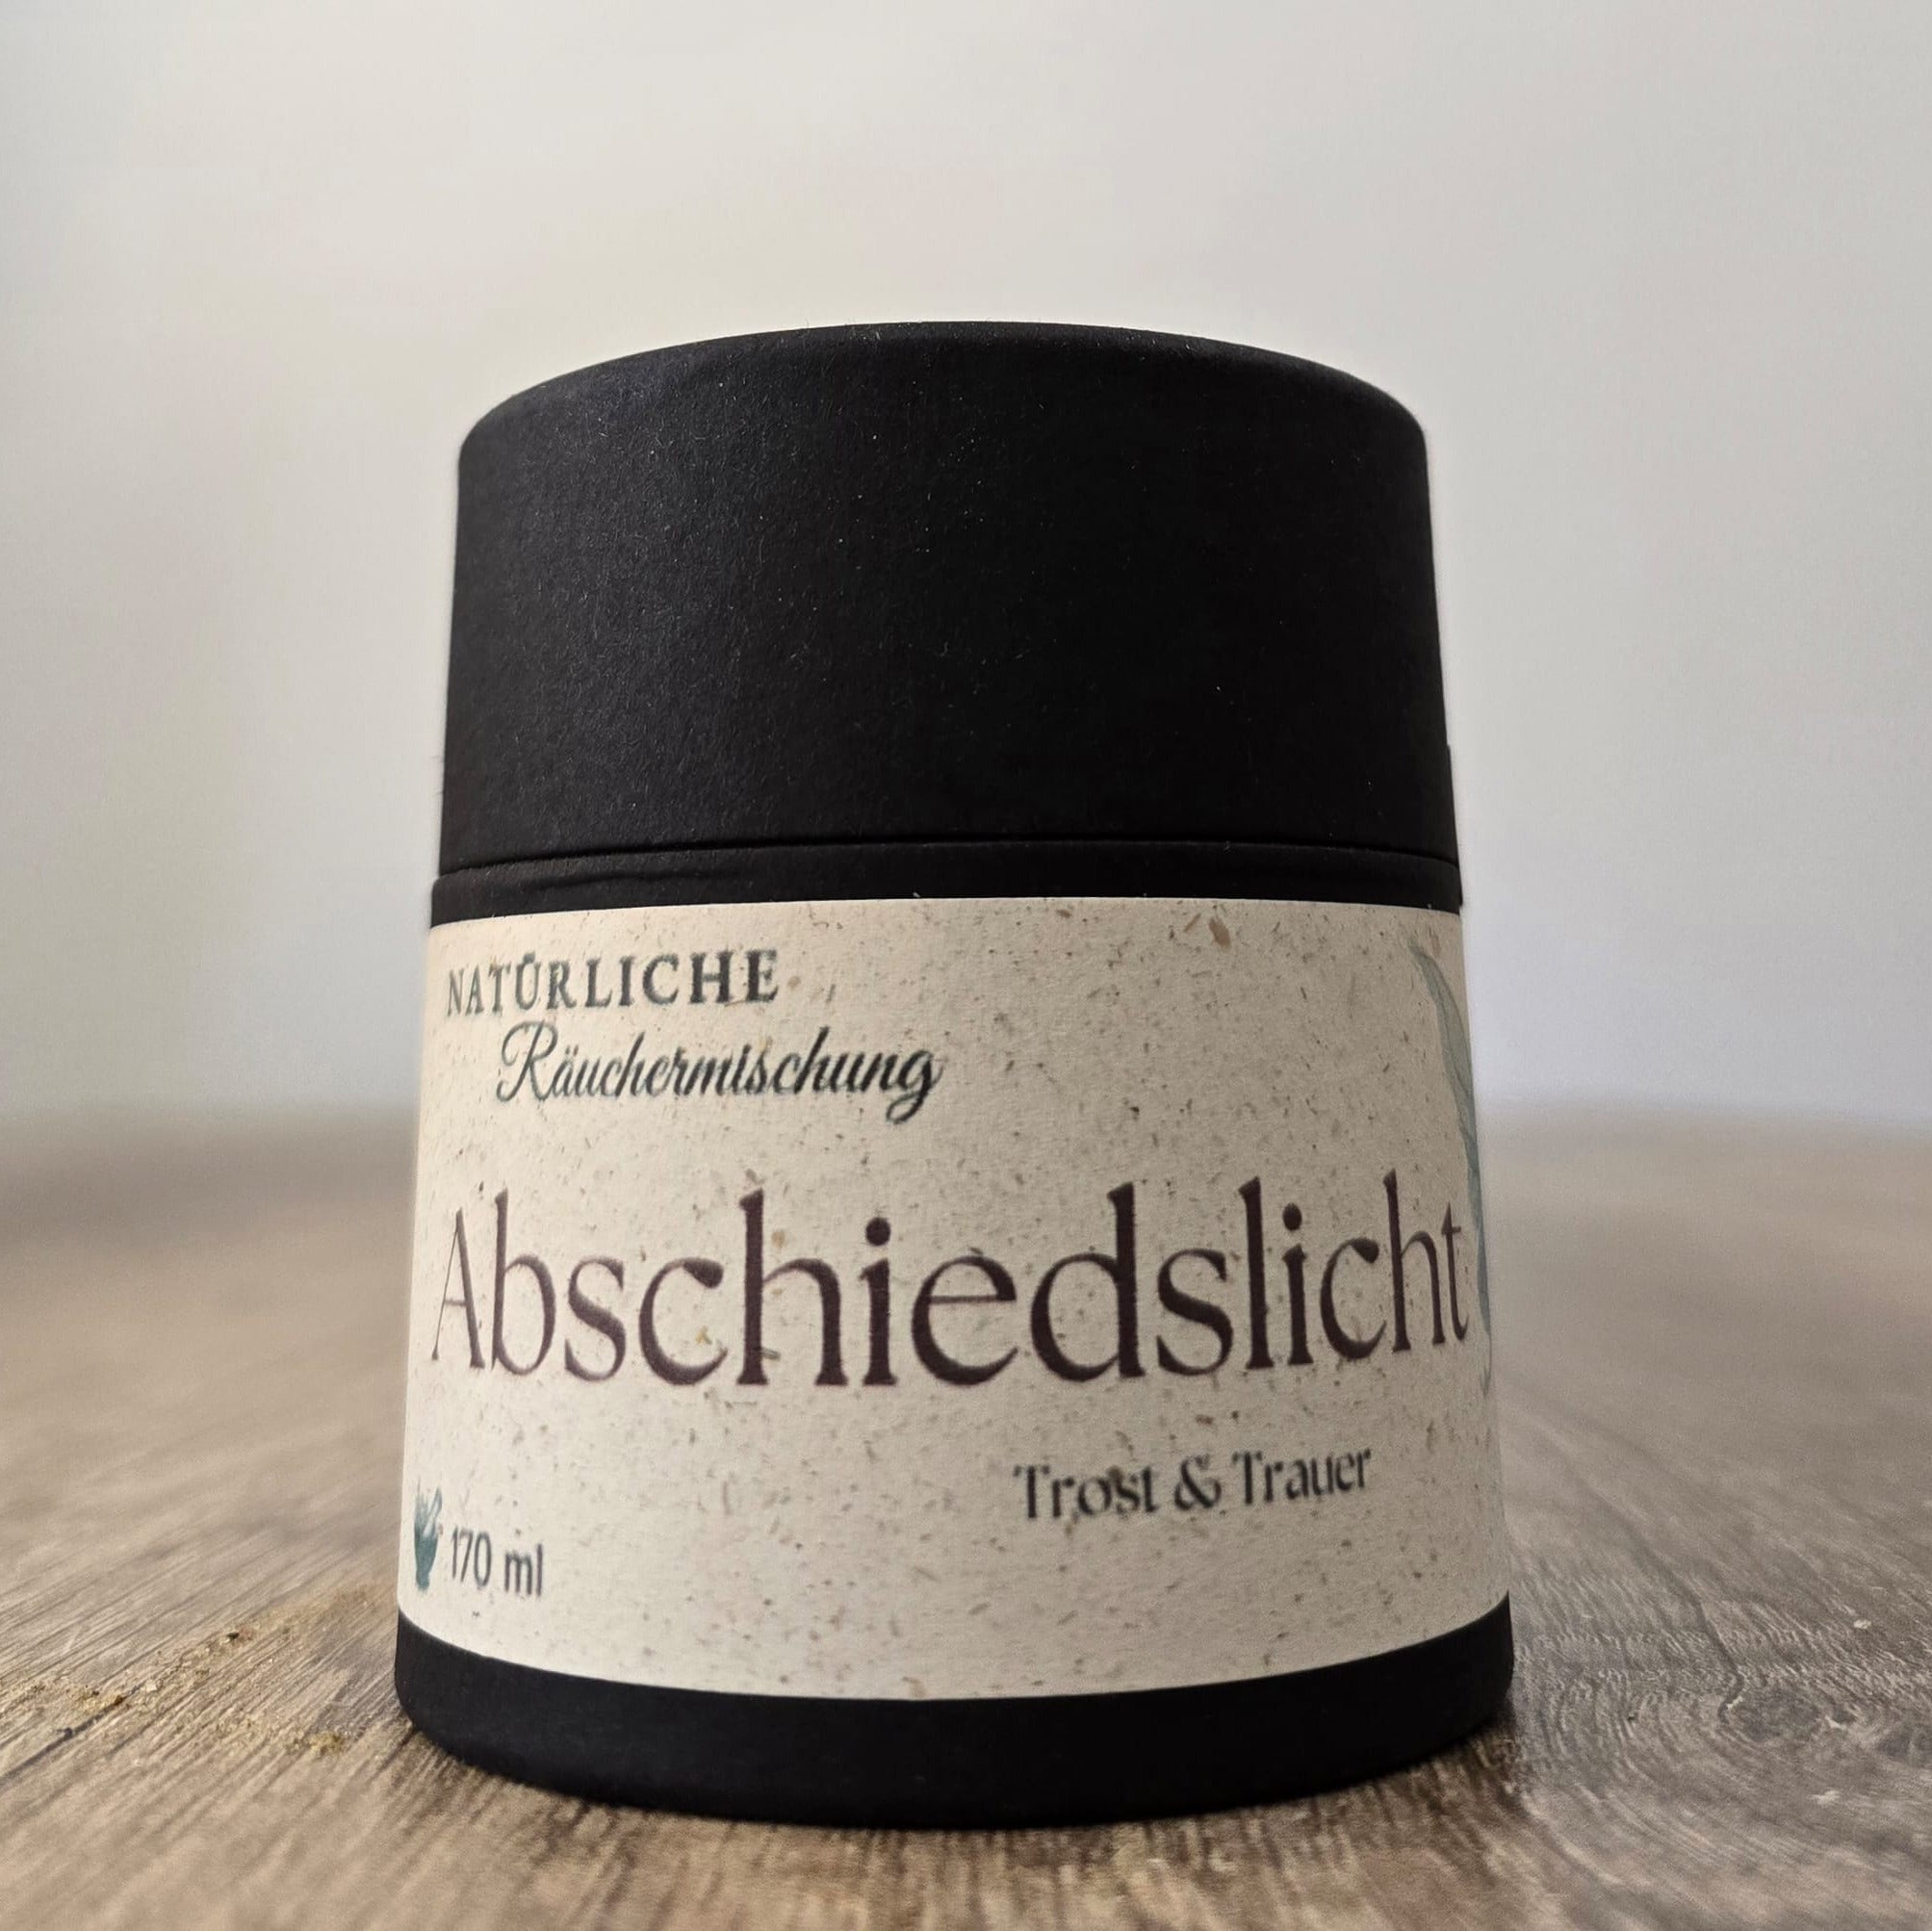 NATÜRLICHE
Räuchermischung
Abschiedslicht
Trost & Trauer
170 ml